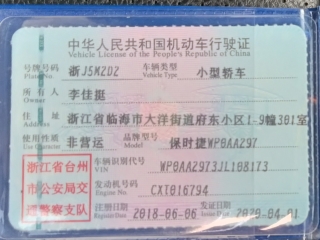 中华人民共和国机动车行驶证
Vehicle License of the People's Republic of China
号牌号码 浙J5MZDZ 车辆类型 小型轿车
Plate No. Vehicle Type
所有人 李佳挺
Owner
住址 浙江省临海市大洋街道府东小区1-9幢301室
Address
使用性质 非营运 品牌型号 保时捷WP0AA297
Use Character Model
浙江省台州
市公安局交
通警察支队
车辆识别代号 WP0AA2973JL108173
VIN
发动机号码 CXT016794
Engine No.
注册日期 2018-06-06 发证日期 2020-04-01
Register Date Issue Date